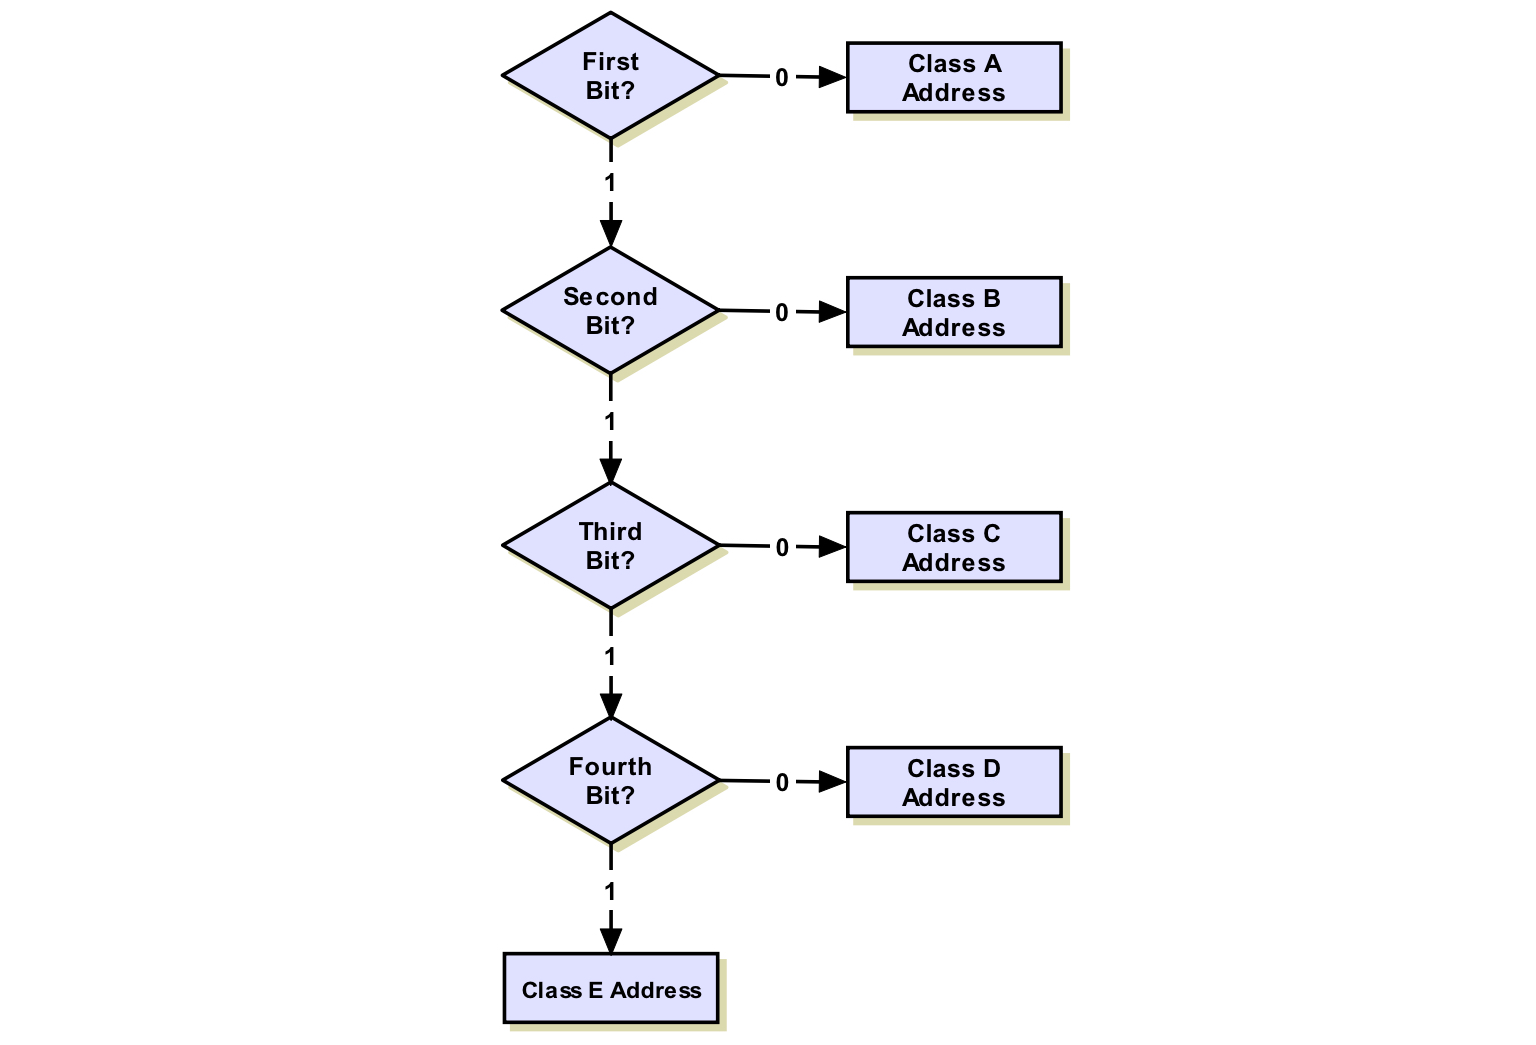 First
Bit?
0
Class A
Address
1
Second
Bit?
0
Class B
Address
1
Third
Bit?
0
Class C
Address
1
Fourth
Bit?
0
Class D
Address
1
Class E Address